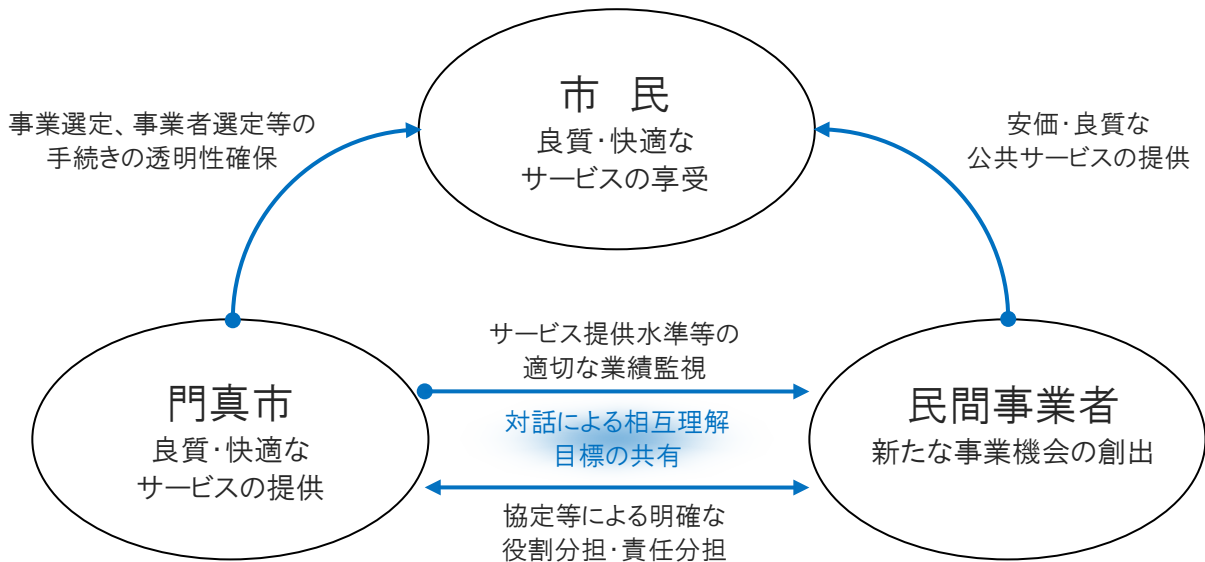 市 民
良質・快適な
サービスの享受
事業選定、事業者選定等の
手続きの透明性確保
安価・良質な
公共サービスの提供
門真市
良質・快適な
サービスの提供
サービス提供水準等の
適切な業績監視
対話による相互理解
目標の共有
協定等による明確な
役割分担・責任分担
民間事業者
新たな事業機会の創出